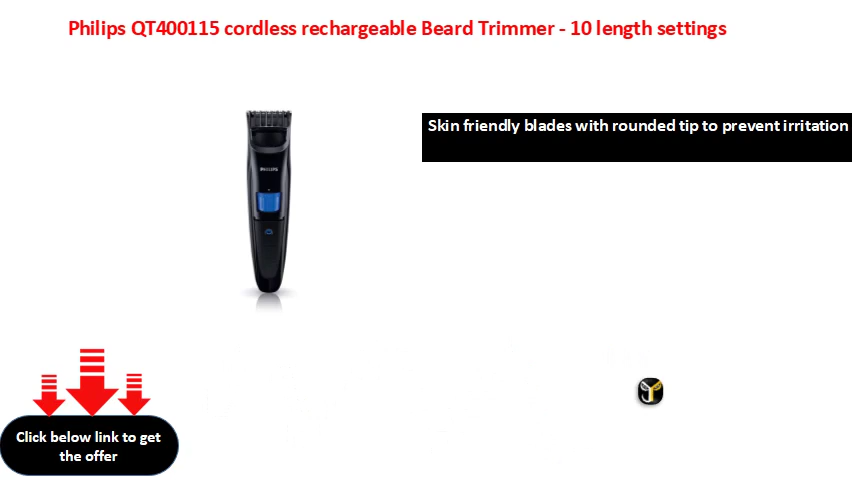 Philips QT400115 cordless rechargeable Beard Trimmer - 10 length settings
Skin friendly blades with rounded tip to prevent irritation
PHILIPS
Click below link to get
the offer